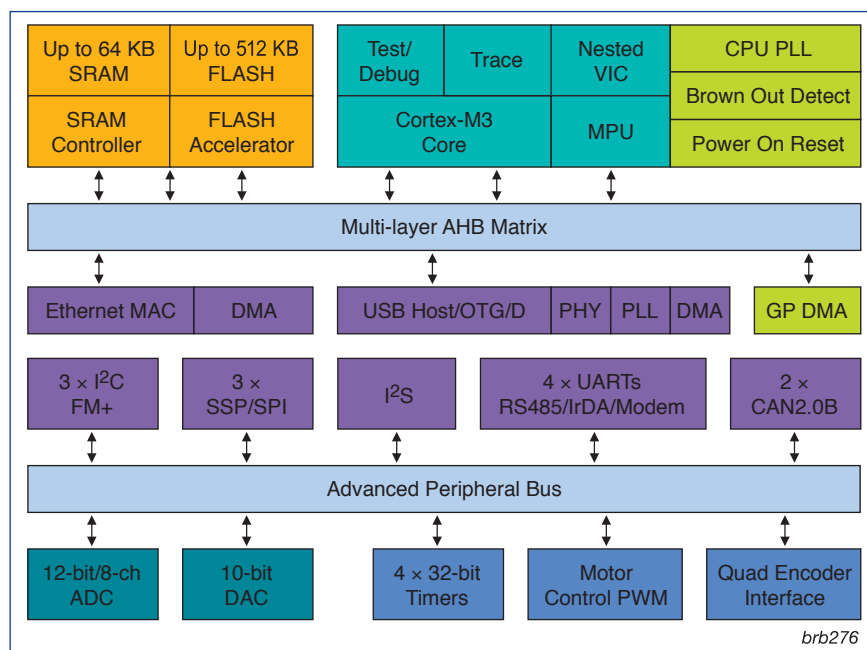 Up to 64 KB
SRAM
Up to 512 KB
FLASH
Test/
Debug
Trace
Nested
VIC
CPU PLL
Brown Out Detect
Power On Reset
SRAM
Controller
FLASH
Accelerator
Cortex-M3
Core
MPU
Multi-layer AHB Matrix
Ethernet MAC
DMA
USB Host/OTG/D
PHY
PLL
DMA
GP DMA
3 × I²C
FM+
3 ×
SSP/SPI
I²S
4 × UARTs
RS485/IrDA/Modem
2 ×
CAN2.0B
Advanced Peripheral Bus
12-bit/8-ch
ADC
10-bit
DAC
4 × 32-bit
Timers
Motor
Control PWM
Quad Encoder
Interface
brb276